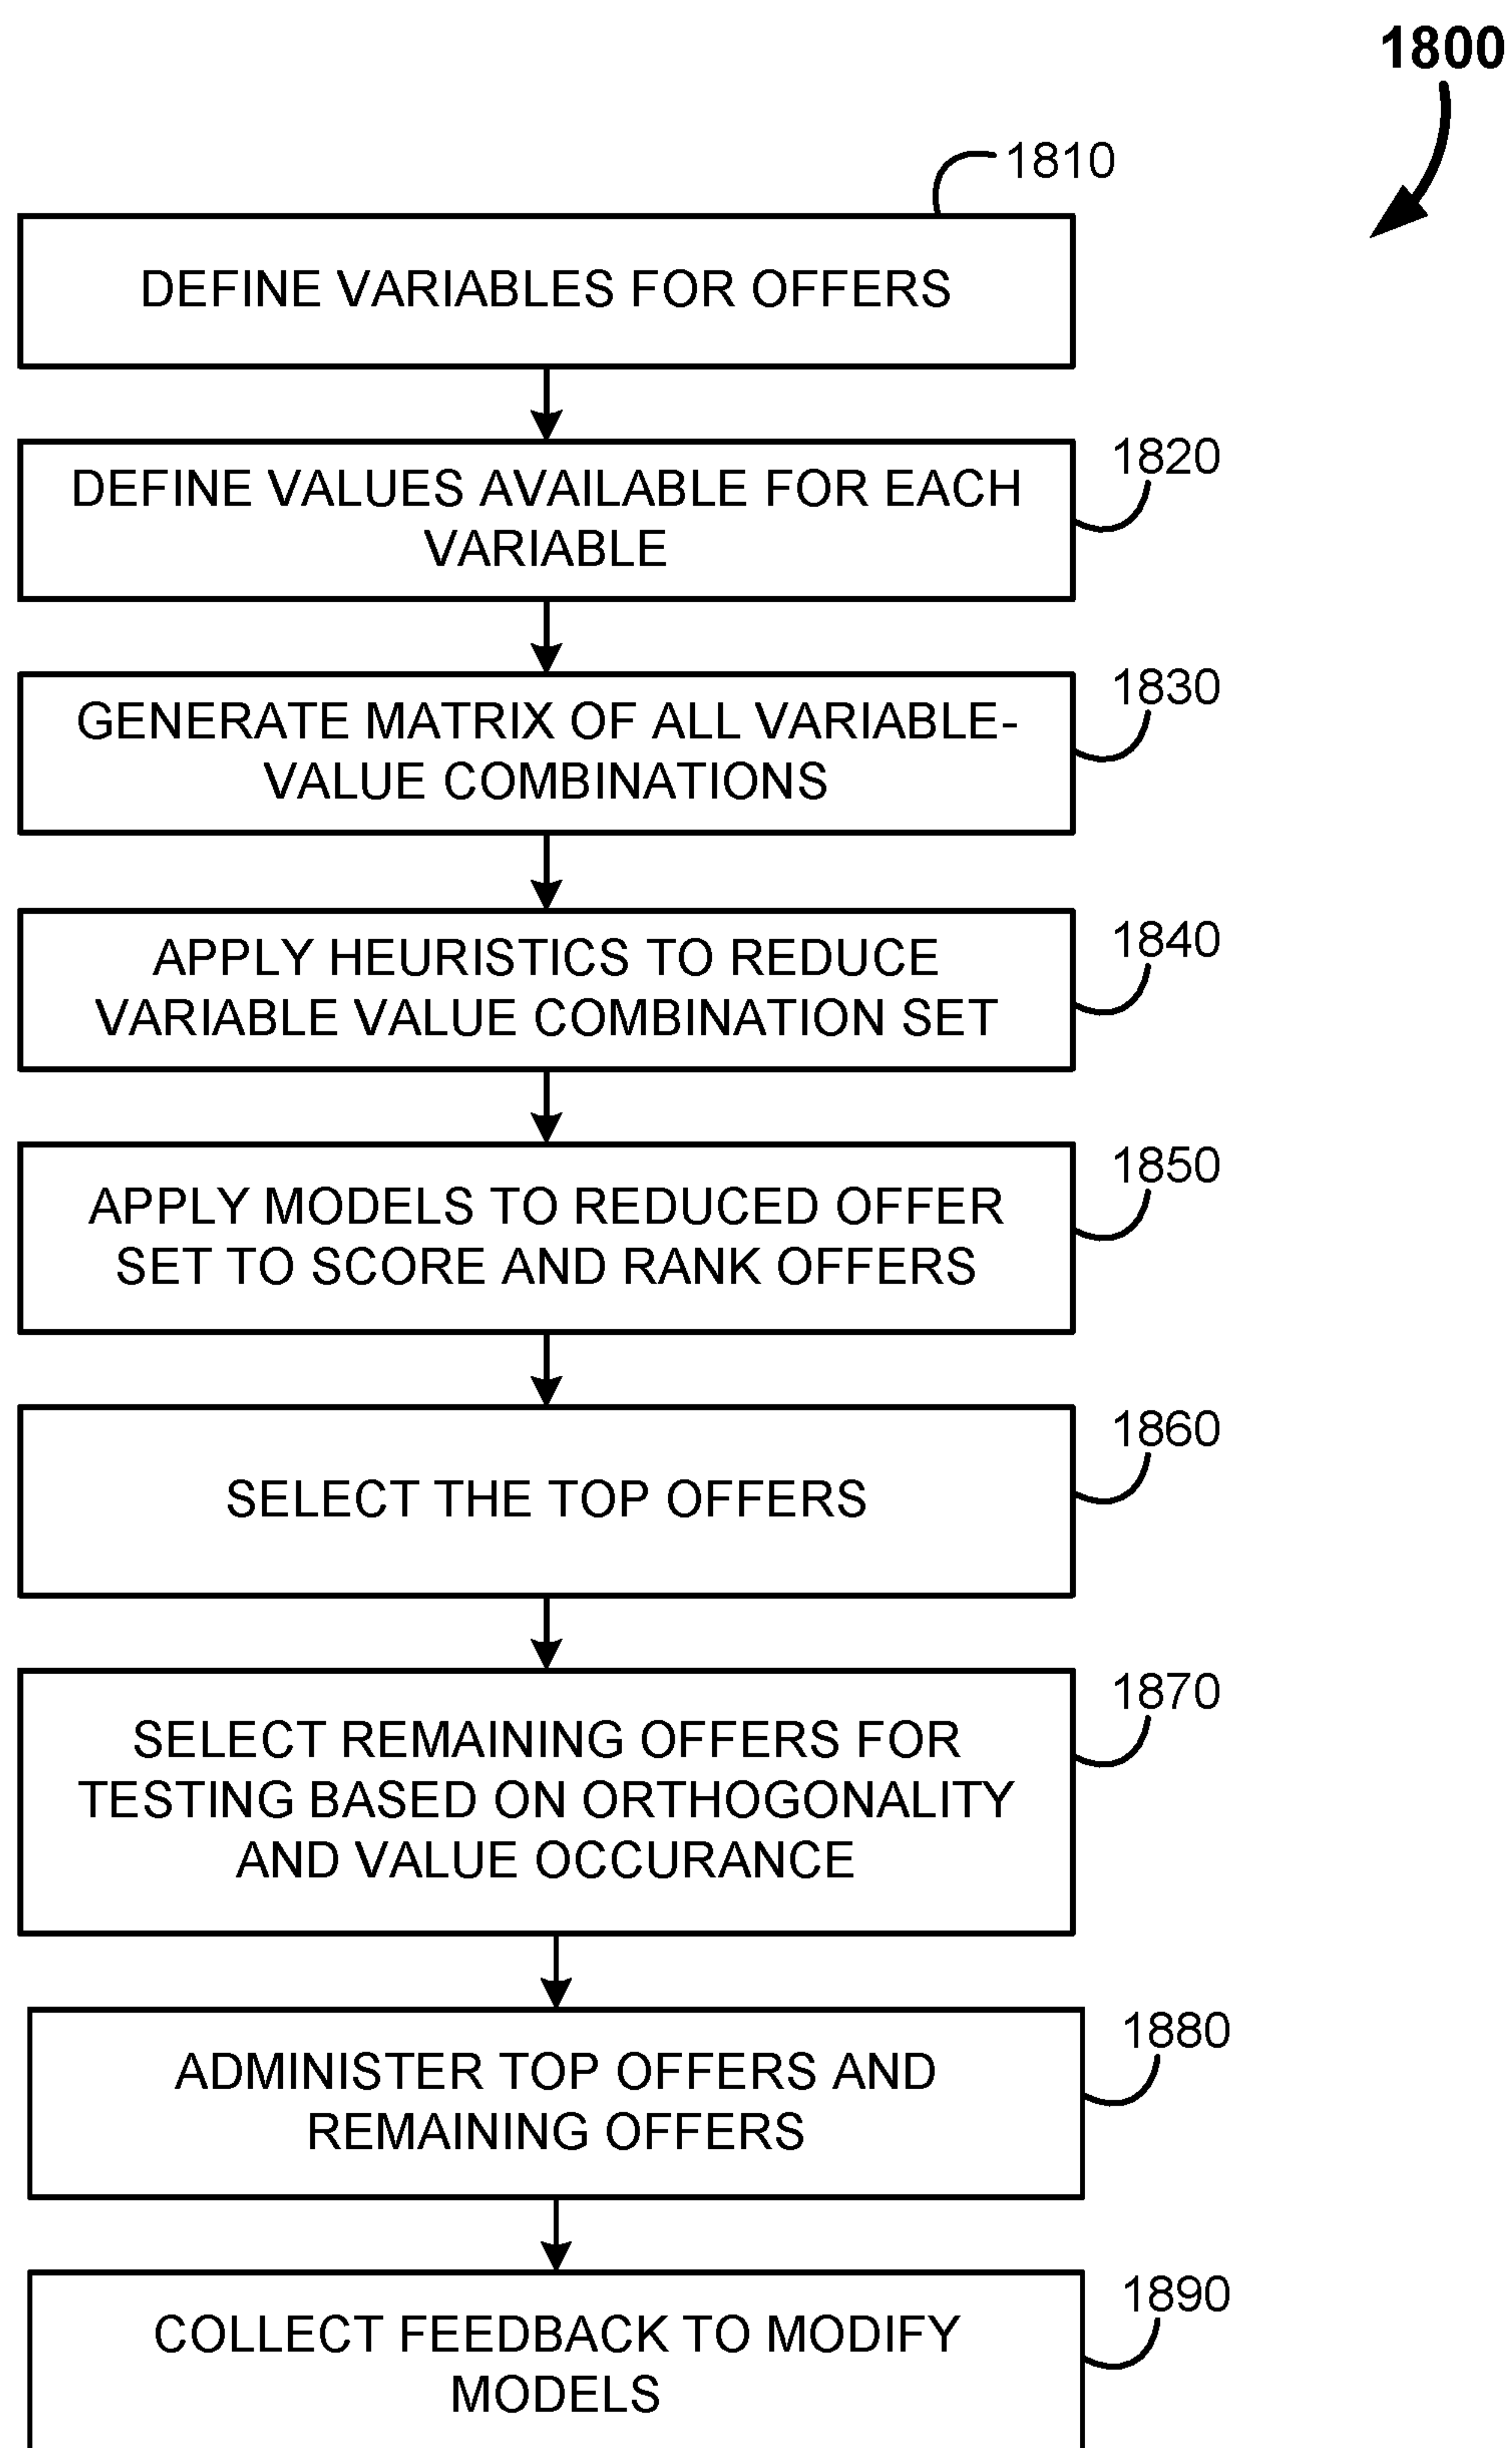 1800
1810
DEFINE VARIABLES FOR OFFERS
1820
DEFINE VALUES AVAILABLE FOR EACH
VARIABLE
1830
GENERATE MATRIX OF ALL VARIABLE-
VALUE COMBINATIONS
1840
APPLY HEURISTICS TO REDUCE
VARIABLE VALUE COMBINATION SET
1850
APPLY MODELS TO REDUCED OFFER
SET TO SCORE AND RANK OFFERS
1860
SELECT THE TOP OFFERS
1870
SELECT REMAINING OFFERS FOR
TESTING BASED ON ORTHOGONALITY
AND VALUE OCCURANCE
1880
ADMINISTER TOP OFFERS AND
REMAINING OFFERS
1890
COLLECT FEEDBACK TO MODIFY
MODELS